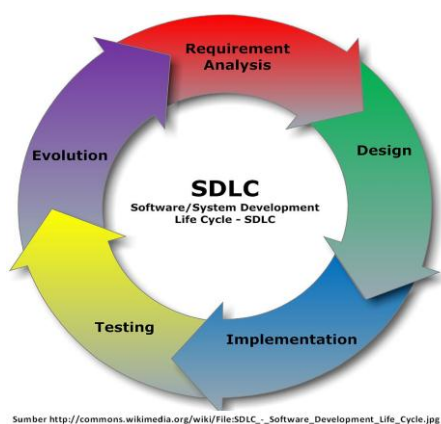 Requirement
Analysis
Design
Evolution
SDLC
Software/System Development
Life Cycle - SDLC
Testing
Implementation
Sumber http://commons.wikimedia.org/wiki/File:SDLC_-_Software_Development_Life_Cycle.jpg